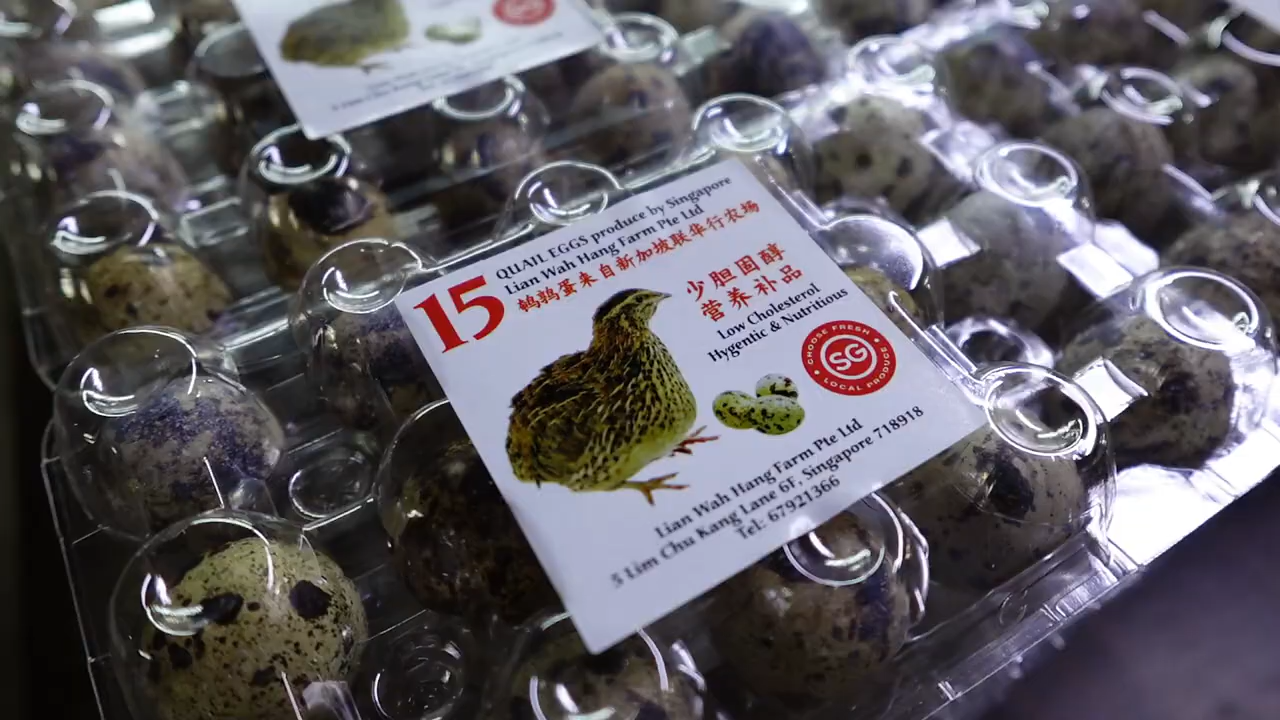 15
QUAIL EGGS produce by Singapore
Lian Wah Hang Farm Pte Ltd
鹌鹑蛋来自新加坡联华行农场
少胆固醇
营养补品
Low Cholesterol
Hygentic & Nutritious
CHOOSE FRESH
SG
LOCAL PRODUCE
Lian Wah Hang Farm Pte Ltd
5 Lim Chu Kang Lane 6F, Singapore 718918
Tel: 67921366